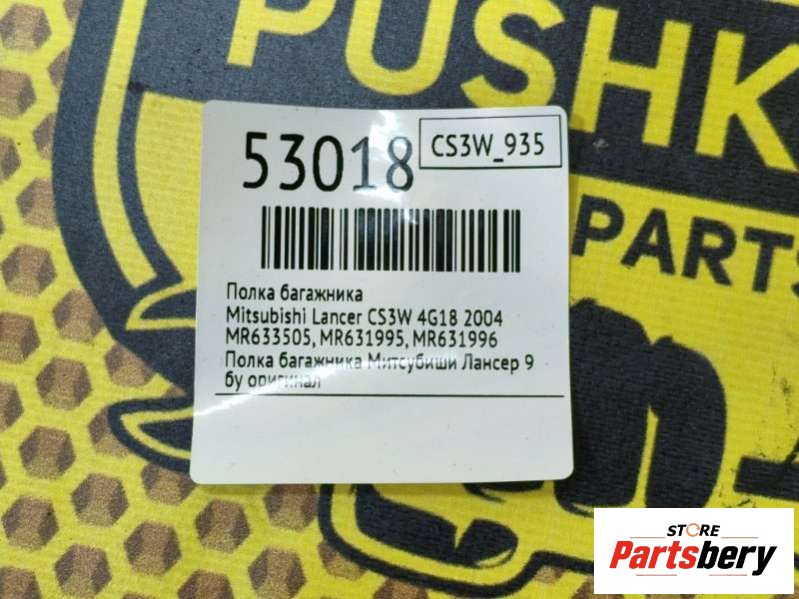 PUSHK
PARTS
53018
CS3W_935
Полка багажника
Mitsubishi Lancer CS3W 4G18 2004
MR633505, MR631995, MR631996
Полка багажника Митсубиши Лансер 9
бу оригинал
STORE
Partsbery